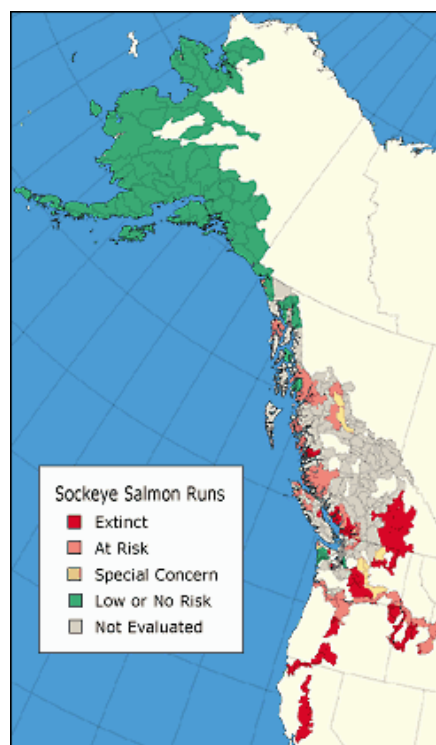 Sockeye Salmon Runs
Extinct
At Risk
Special Concern
Low or No Risk
Not Evaluated